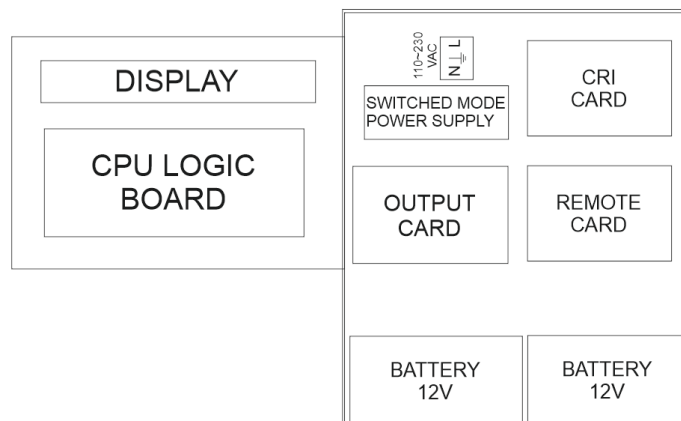 DISPLAY
CPU LOGIC
BOARD
110~230
VAC
N L
SWITCHED MODE
POWER SUPPLY
CRI
CARD
OUTPUT
CARD
REMOTE
CARD
BATTERY
12V
BATTERY
12V